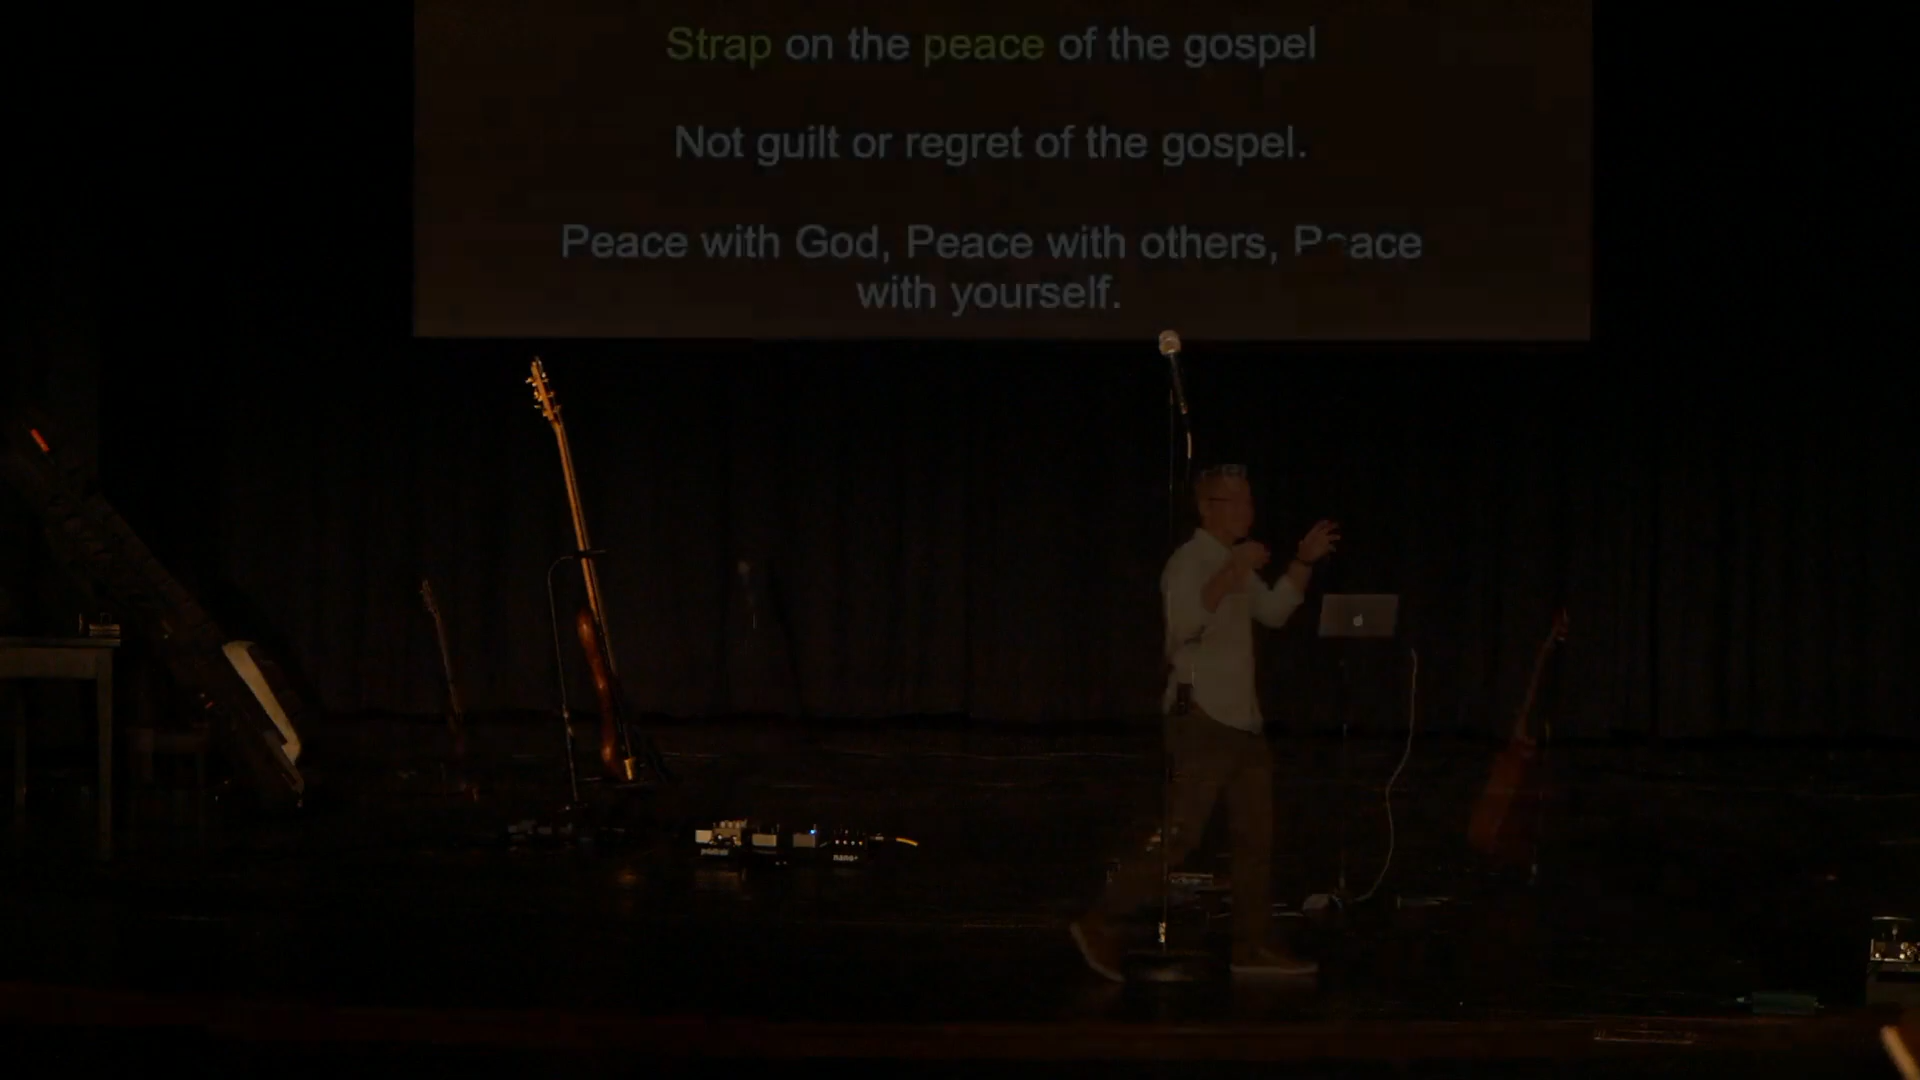 Strap on the peace of the gospel
Not guilt or regret of the gospel.
Peace with God, Peace with others, Peace
with yourself.
nano+